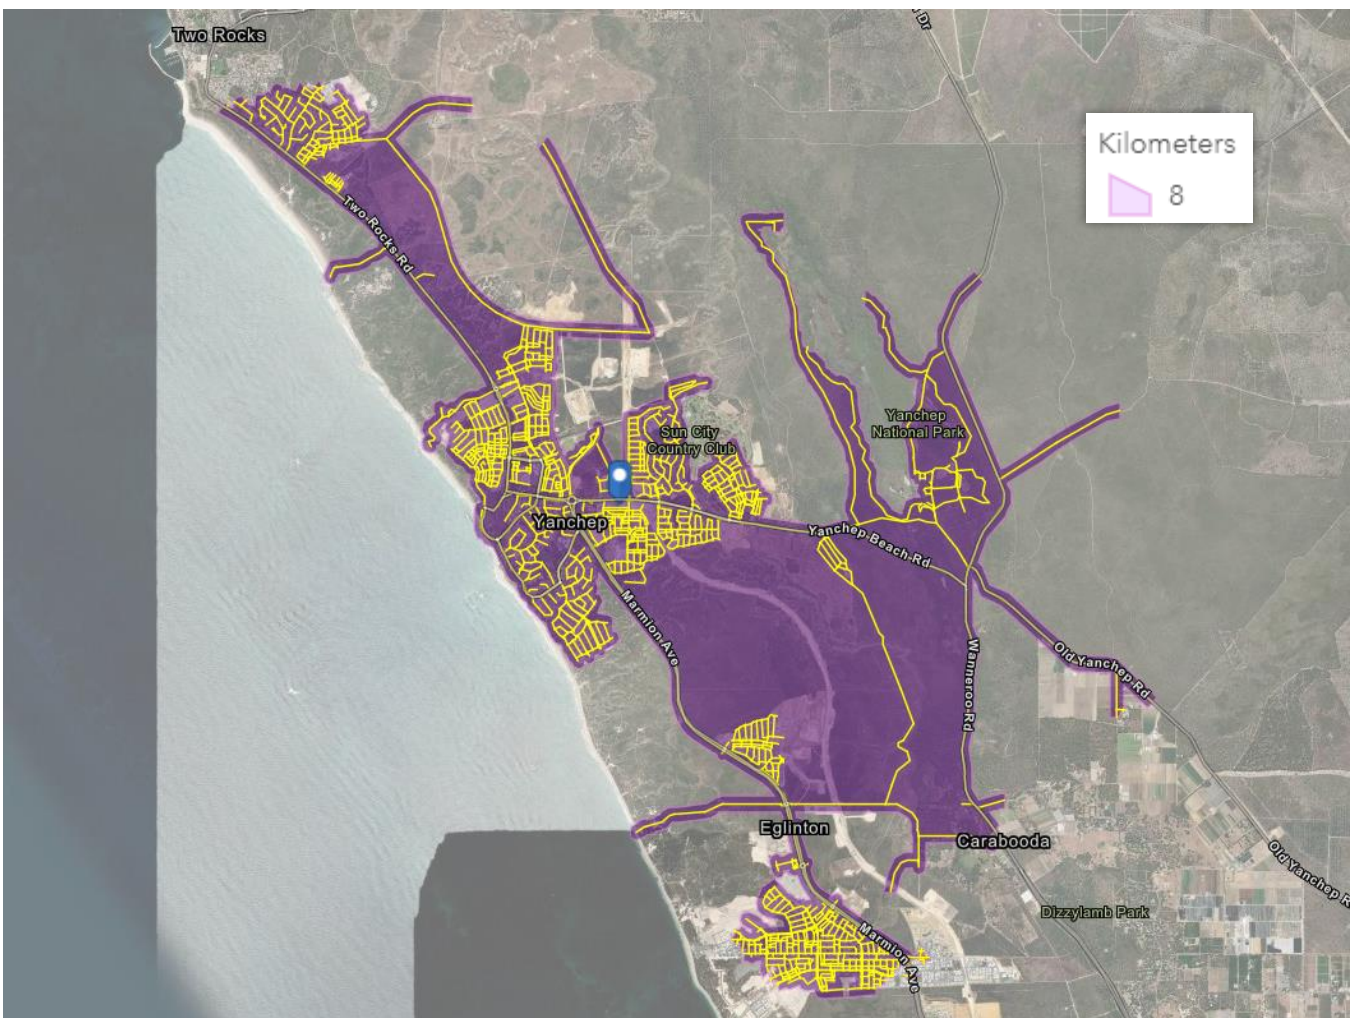 Two Rocks
Dr
Kilometers
8
Two Rocks Rd
Sun City
Country Club
Yanchep
National Park
Yanchep
Yanchep Beach Rd
Marmion Ave
Wanneroo Rd
Old Yanchep Rd
Eglinton
Carabooda
Old Yanchep R
Dizzylamb Park
Marmion Ave